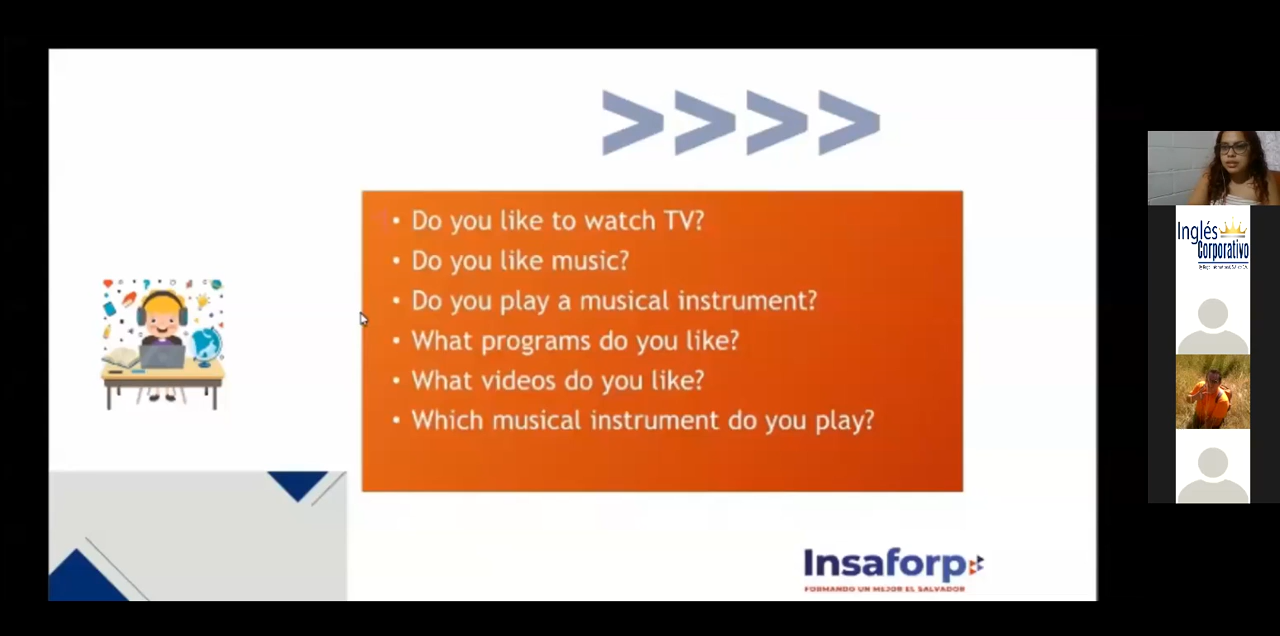 >>>>
• Do you like to watch TV?
• Do you like music?
• Do you play a musical instrument?
• What programs do you like?
• What videos do you like?
• Which musical instrument do you play?
Insaforp
FORMANDO UN MEJOR EL SALVADOR
Inglés
Corporativo